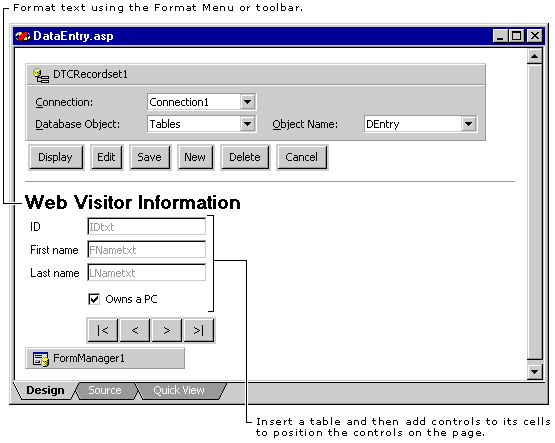 Format text using the Format Menu or toolbar.
DataEntry.asp
DTCRecordset1
Connection: Connection1
Database Object: Tables Object Name: DEntry
Display Edit Save New Delete Cancel
Web Visitor Information
ID IDtxt
First name FNametxt
Last name LNametxt
Owns a PC
|< < > >|
FormManager1
Design Source Quick View
Insert a table and then add controls to its cells
to position the controls on the page.